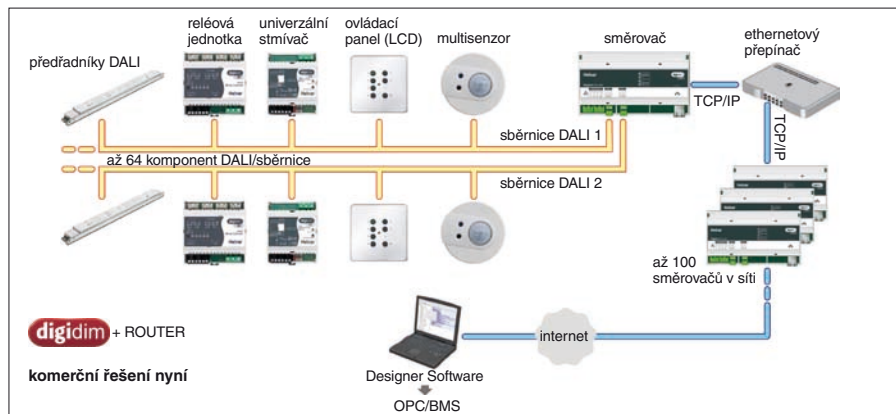 předřadníky DALI
reléová
jednotka
univerzální
stmívač
ovládací
panel (LCD)
multisenzor
směrovač
ethernetový
přepínač
TCP/IP
TCP/IP
sběrnice DALI 1
až 64 komponent DALI/sběrnice
sběrnice DALI 2
až 100
směrovačů v síti
digidim + ROUTER
internet
komerční řešení nyní
Designer Software
OPC/BMS